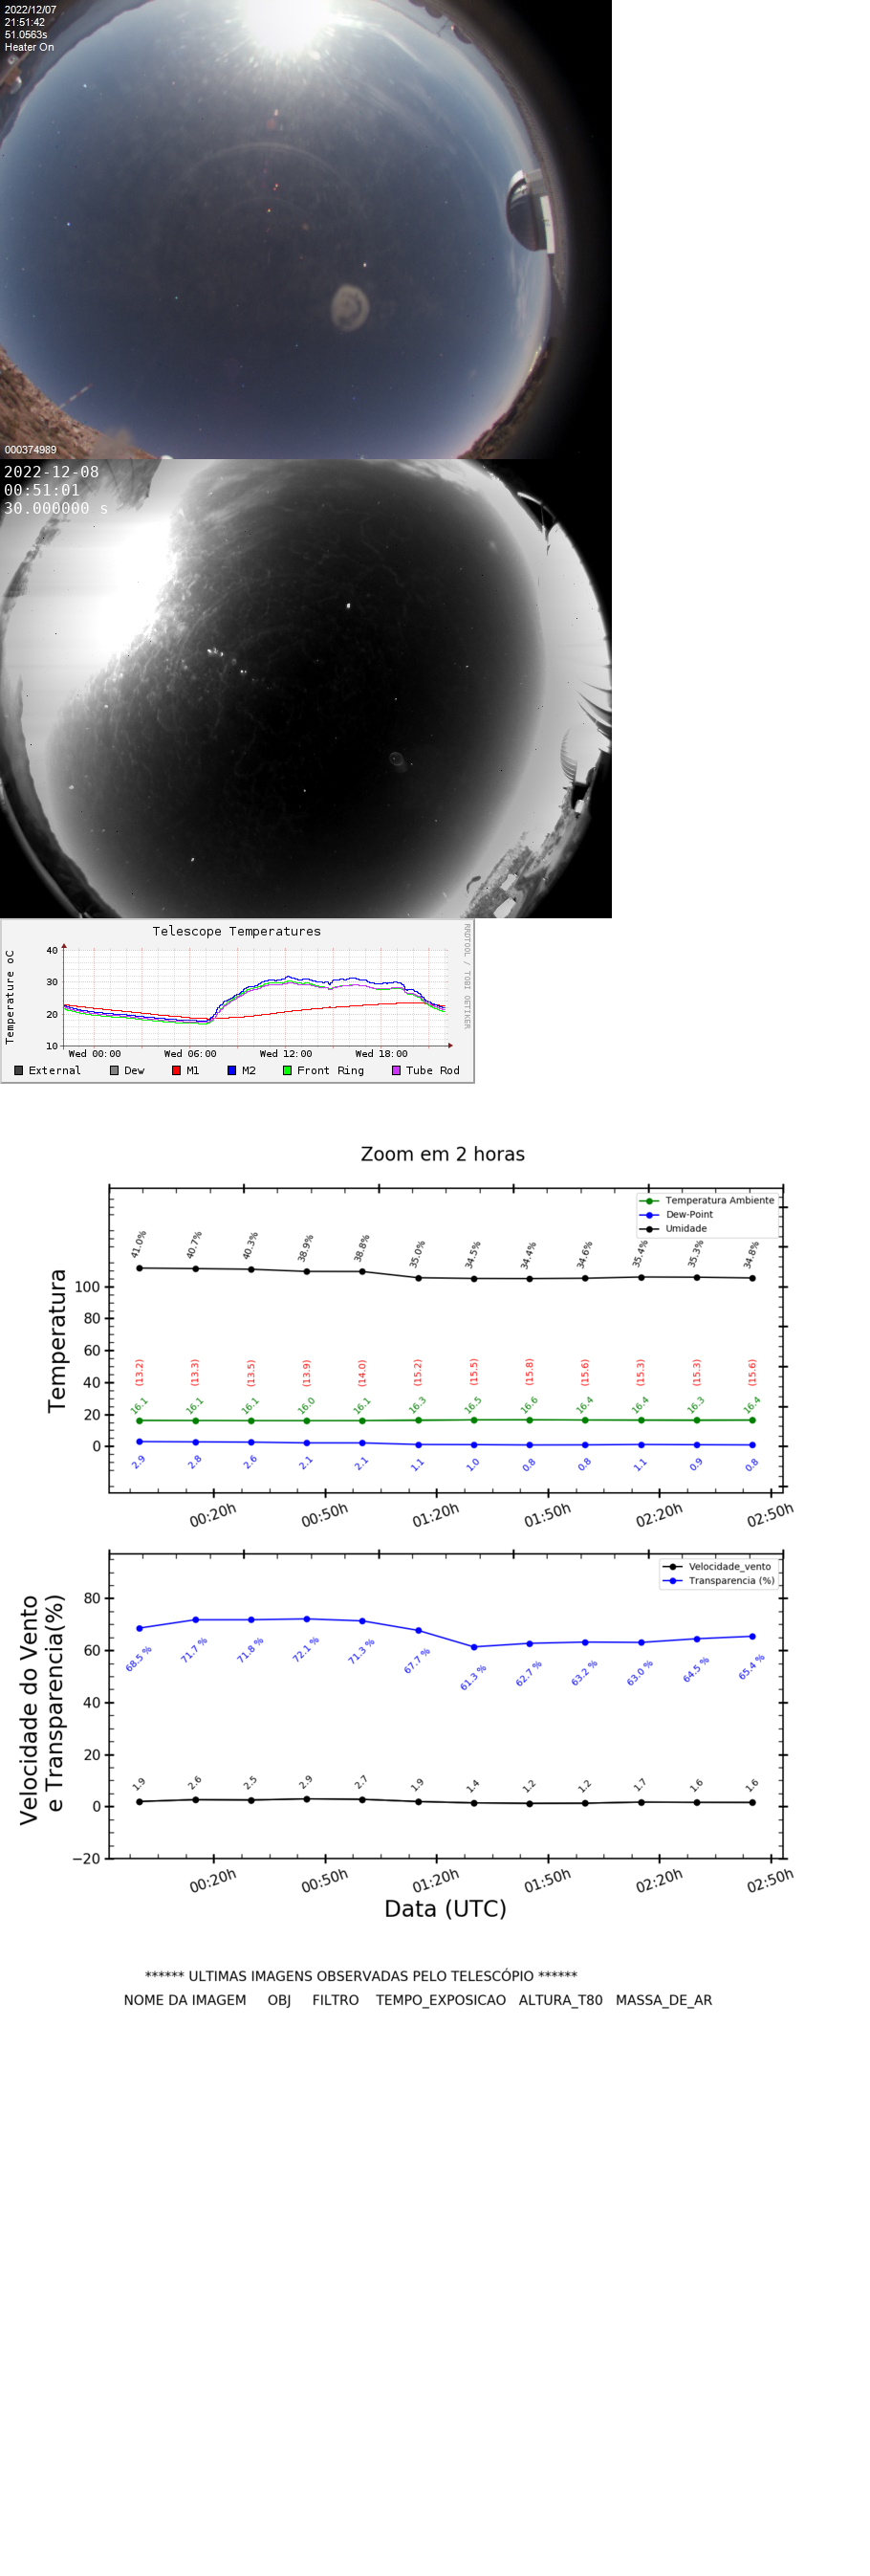 2022/12/07
21:51:42
51.0563s
Heater On
000374989
2022-12-08
00:51:01
30.000000 s
Telescope Temperatures
RRDTOOL / TOBI OETIKER
Temperature oC
40
30
20
10
Wed 00:00 Wed 06:00 Wed 12:00 Wed 18:00
External Dew M1 M2 Front Ring Tube Rod
Zoom em 2 horas
Temperatura Ambiente
Dew-Point
Umidade
41.0% 40.7% 40.3% 38.9% 38.8% 35.0% 34.5% 34.4% 34.6% 35.4% 35.3% 34.8%
Temperatura
100
80
60
40
20
0
(13.2) (13.3) (13.5) (13.9) (14.0) (15.2) (15.5) (15.8) (15.6) (15.3) (15.3) (15.6)
16.1 16.1 16.1 16.0 16.1 16.3 16.5 16.6 16.4 16.4 16.3 16.4
2.9 2.8 2.6 2.1 2.1 1.1 1.0 0.8 0.8 1.1 0.9 0.8
00:20h 00:50h 01:20h 01:50h 02:20h 02:50h
Velocidade_vento
Transparencia (%)
Velocidade do Vento
e Transparencia(%)
80
60
40
20
0
−20
68.5 % 71.7 % 71.8 % 72.1 % 71.3 % 67.7 % 61.3 % 62.7 % 63.2 % 63.0 % 64.5 % 65.4 %
1.9 2.6 2.5 2.9 2.7 1.9 1.4 1.2 1.2 1.7 1.6 1.6
00:20h 00:50h 01:20h 01:50h 02:20h 02:50h
Data (UTC)
****** ULTIMAS IMAGENS OBSERVADAS PELO TELESCÓPIO ******
NOME DA IMAGEM OBJ FILTRO TEMPO_EXPOSICAO ALTURA_T80 MASSA_DE_AR